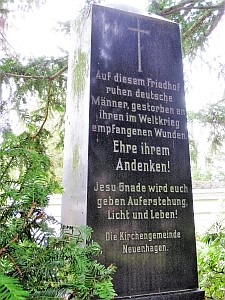 Auf diesem Friedhof
ruhen deutsche
Männer, gestorben an
ihren im Weltkrieg
empfangenen Wunden.
Ehre ihrem
Andenken!
Jesu Gnade wird euch
geben Auferstehung,
Licht und Leben!
Die Kirchengemeinde
Neuenhagen.